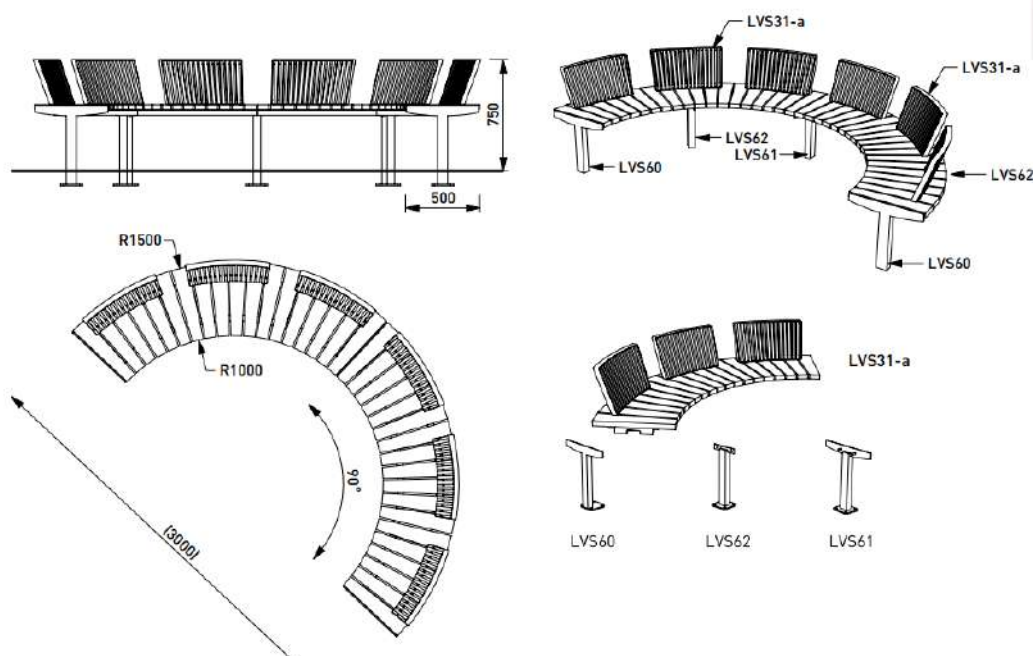 750
500
LVS31-a
LVS31-a
LVS62
LVS61
LVS60
LVS62
LVS60
R1500
R1000
90°
(3000)
LVS31-a
LVS60
LVS62
LVS61